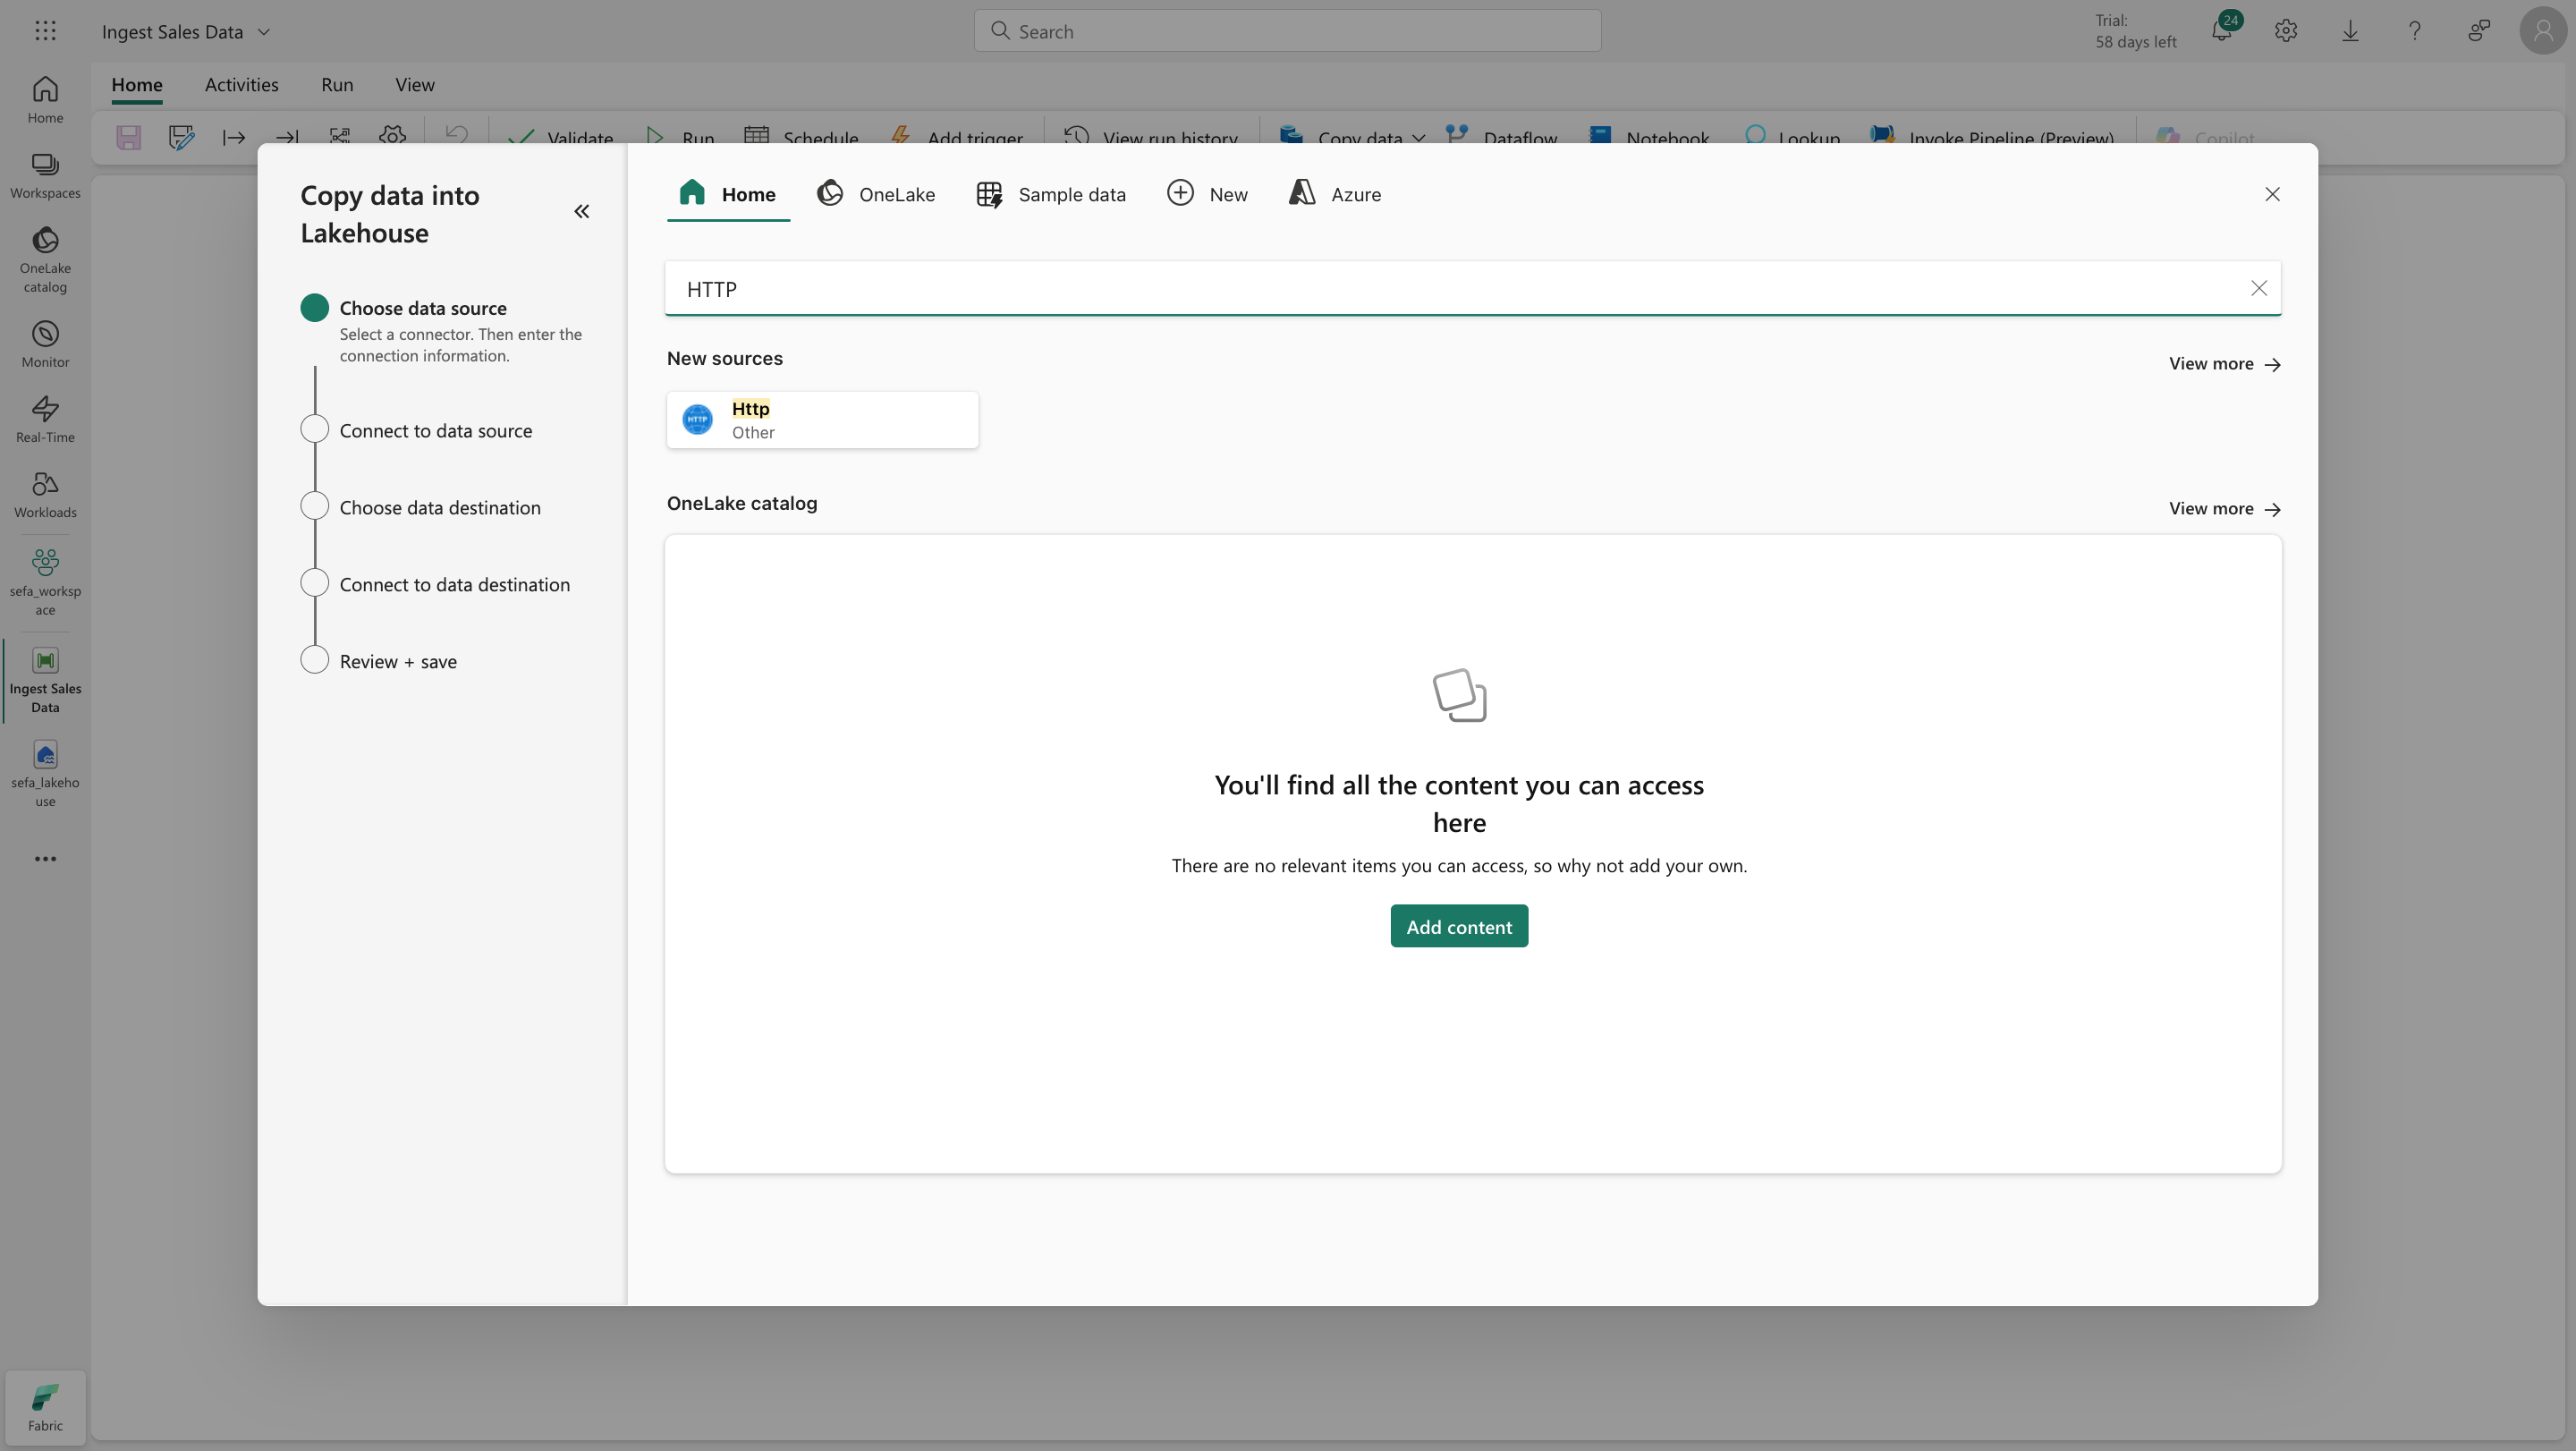 Ingest Sales Data
Search
Trial:
58 days left
24
Home
Activities
Run
View
Validate
Run
Schedule
Add trigger
View run history
Copy data
Dataflow
Notebook
Lookup
Invoke Pipeline (Preview)
Copilot
Home
Workspaces
OneLake
catalog
Monitor
Real-Time
Workloads
sefa_worksp
ace
Ingest Sales
Data
sefa_lakeho
use
Fabric
Copy data into
Lakehouse
Choose data source
Select a connector. Then enter the
connection information.
Connect to data source
Choose data destination
Connect to data destination
Review + save
Home
OneLake
Sample data
New
Azure
HTTP
New sources
View more
HTTP
Http
Other
OneLake catalog
View more
You'll find all the content you can access
here
There are no relevant items you can access, so why not add your own.
Add content